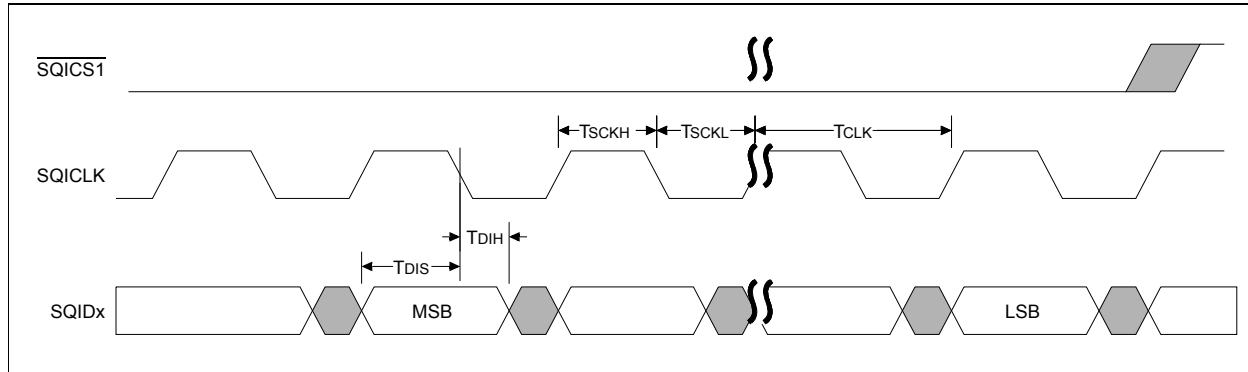 SQICS1
TSCKH TSCKL TCLK
SQICLK
TDIH
TDIS
SQIDx MSB LSB